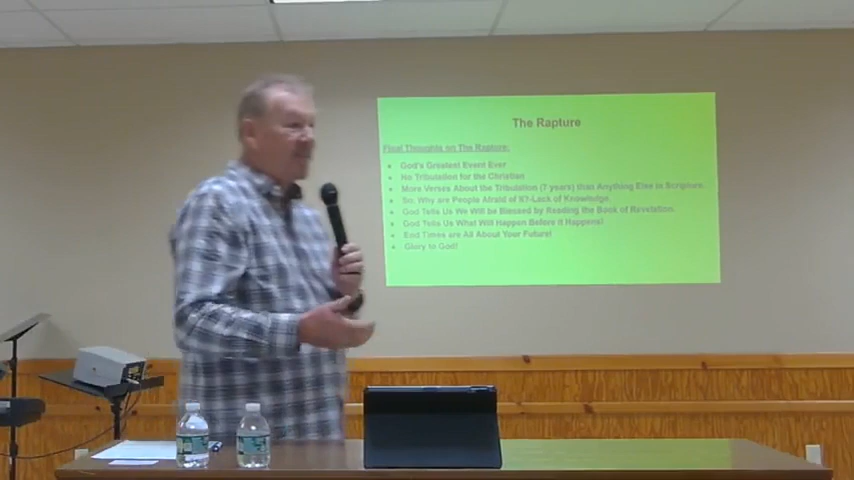 The Rapture
Final Thoughts on The Rapture:
God's Greatest Event Ever
No Tribulation for the Christian
More Verses About the Tribulation (7 years) than Anything Else in Scripture.
So, Why are People Afraid of It?-Lack of Knowledge.
God Tells Us We will be Blessed by Reading the Book of Revelation.
God Tells Us What Will Happen Before it Happens!
End Times are All About Your Future!
Glory to God!